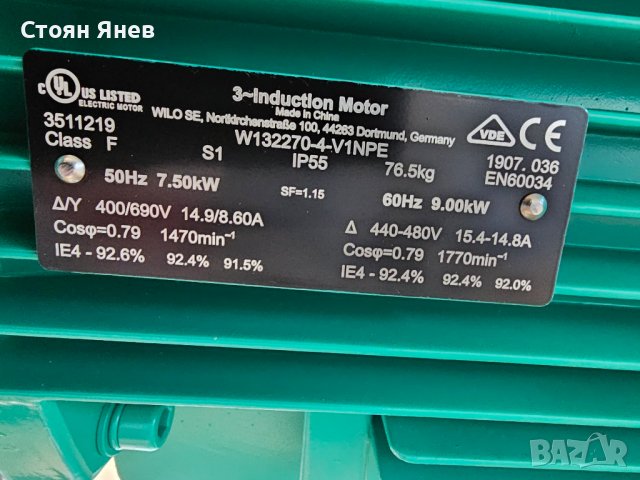 Стоян Янев
c UL US LISTED
ELECTRIC MOTOR
3~Induction Motor
Made in China
WILO SE, Nortkirchenstraße 100, 44263 Dortmund, Germany
VDE CE
3511219
W132270-4-V1NPE
1907. 036
Class F
S1
IP55
76.5kg
EN60034
50Hz 7.50kW
SF=1.15
60Hz 9.00kW
Δ/Y 400/690V 14.9/8.60A
Δ 440-480V 15.4-14.8A
Cosφ=0.79 1470min⁻¹
Cosφ=0.79 1770min⁻¹
IE4 - 92.6% 92.4% 91.5%
IE4 - 92.4% 92.4% 92.0%
BAZAR